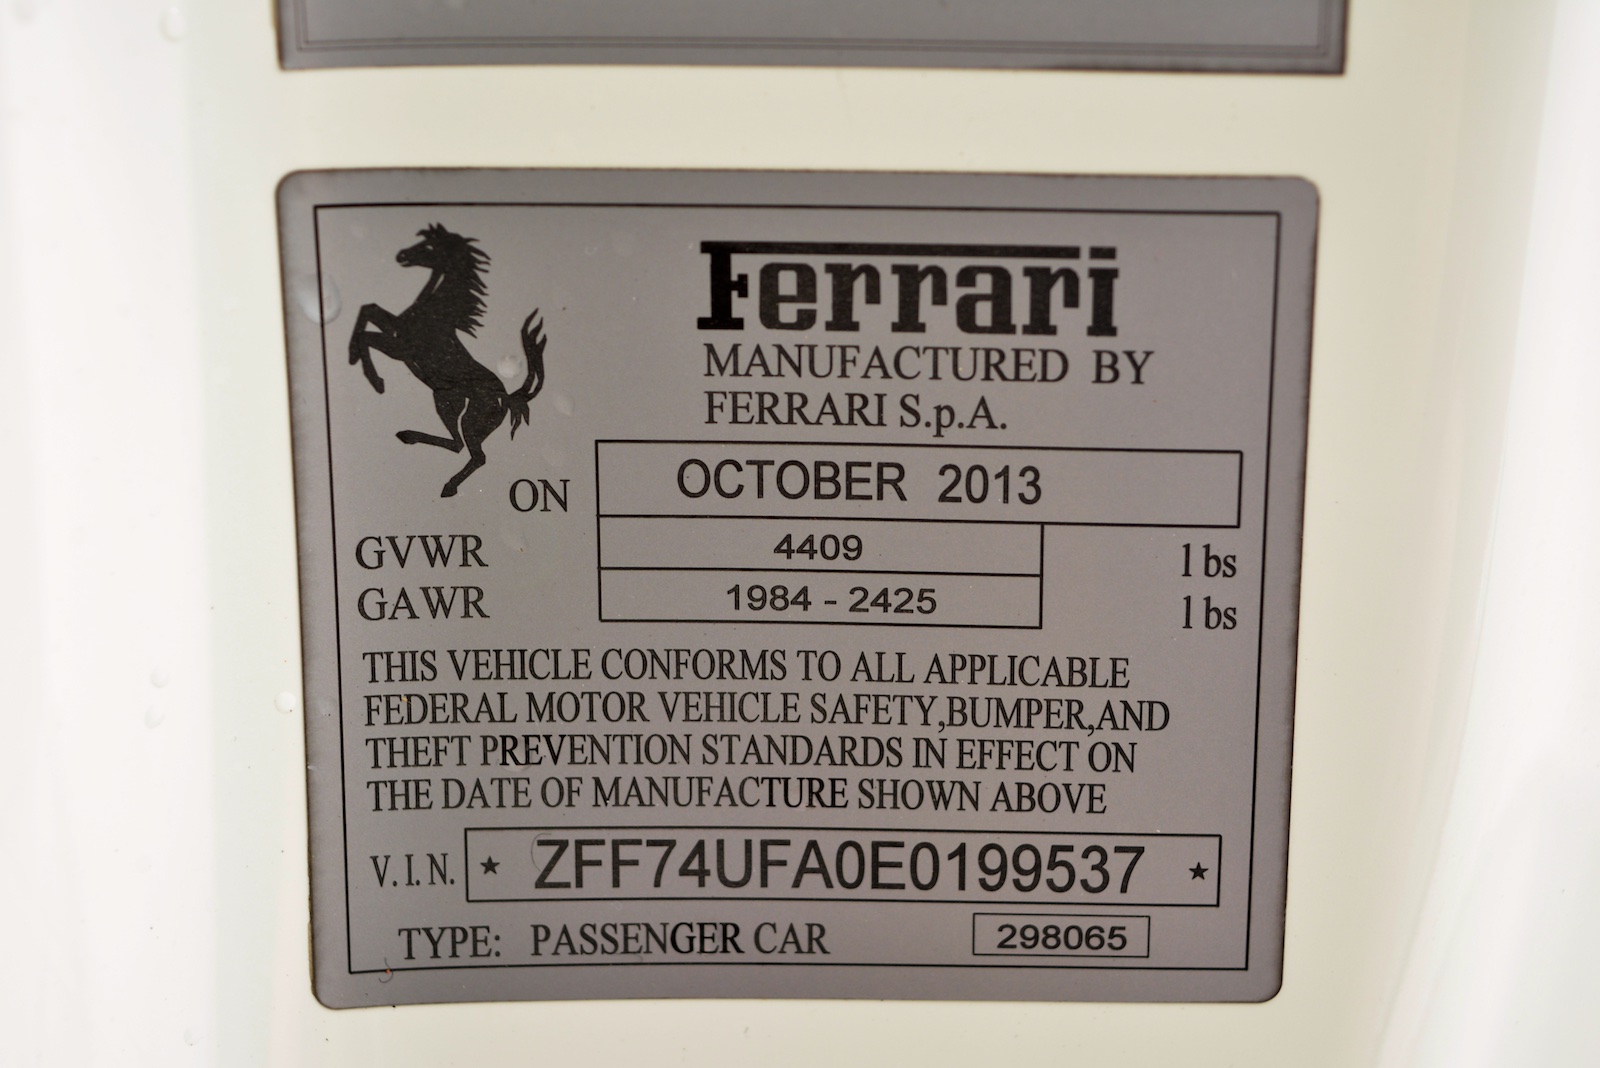 Ferrari
MANUFACTURED BY
FERRARI S.p.A.
ON OCTOBER 2013
GVWR 4409 lbs
GAWR 1984 - 2425 lbs
THIS VEHICLE CONFORMS TO ALL APPLICABLE
FEDERAL MOTOR VEHICLE SAFETY,BUMPER,AND
THEFT PREVENTION STANDARDS IN EFFECT ON
THE DATE OF MANUFACTURE SHOWN ABOVE
V.I.N. ★ ZFF74UFA0E0199537 ★
TYPE: PASSENGER CAR 298065